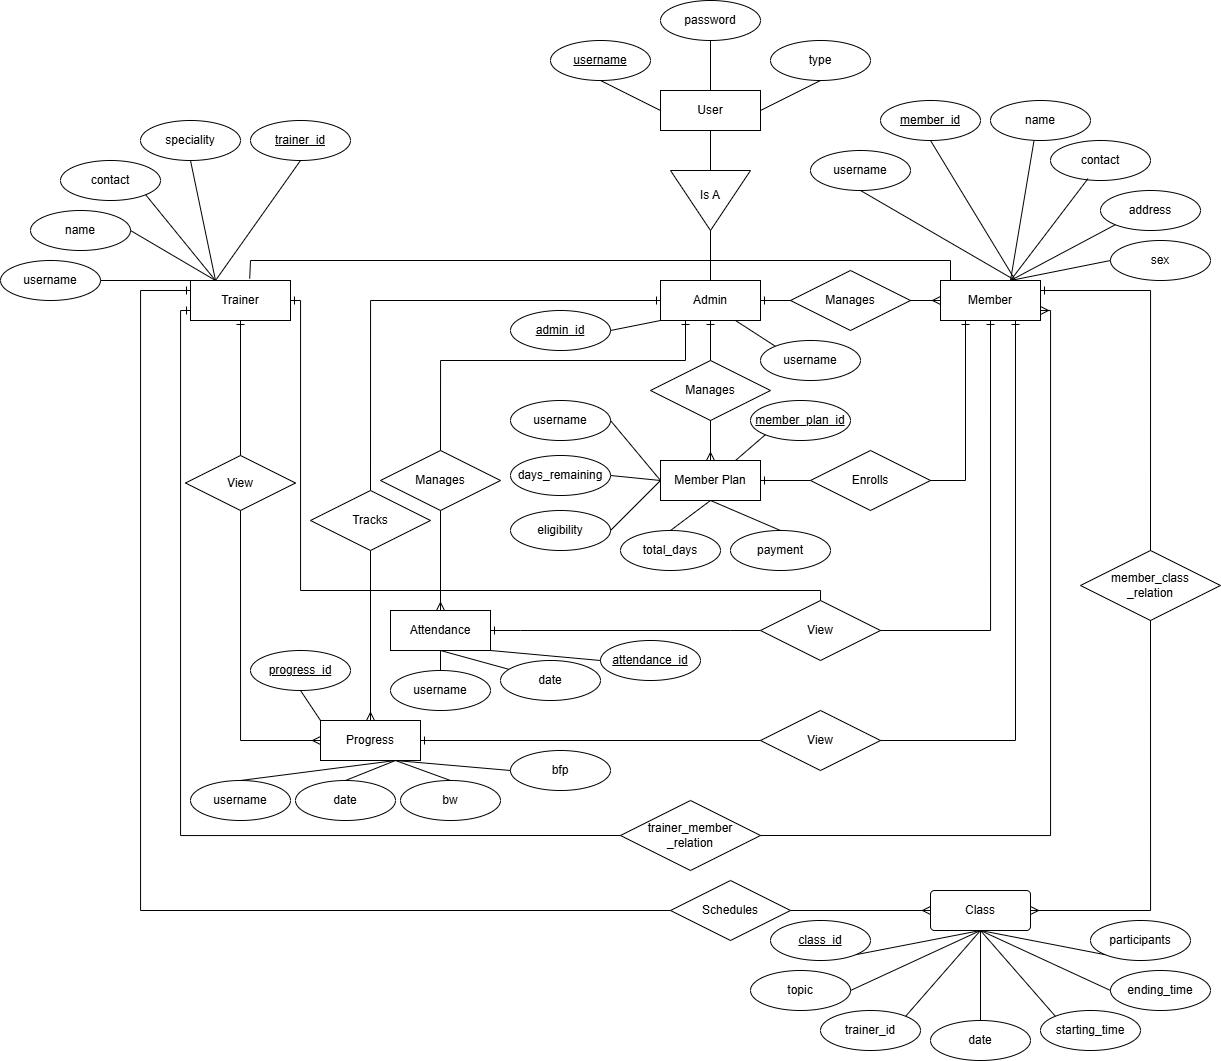 password
username
type
User
member_id
name
speciality
trainer_id
contact
username
contact
Is A
address
name
sex
username
Trainer
Admin
Manages
Member
admin_id
username
Manages
username
member_plan_id
days_remaining
Member Plan
Enrolls
View
Manages
eligibility
Tracks
total_days
payment
member_class
_relation
Attendance
View
attendance_id
progress_id
date
username
Progress
View
bfp
username
date
bw
trainer_member
_relation
Schedules
Class
class_id
participants
topic
ending_time
trainer_id
starting_time
date